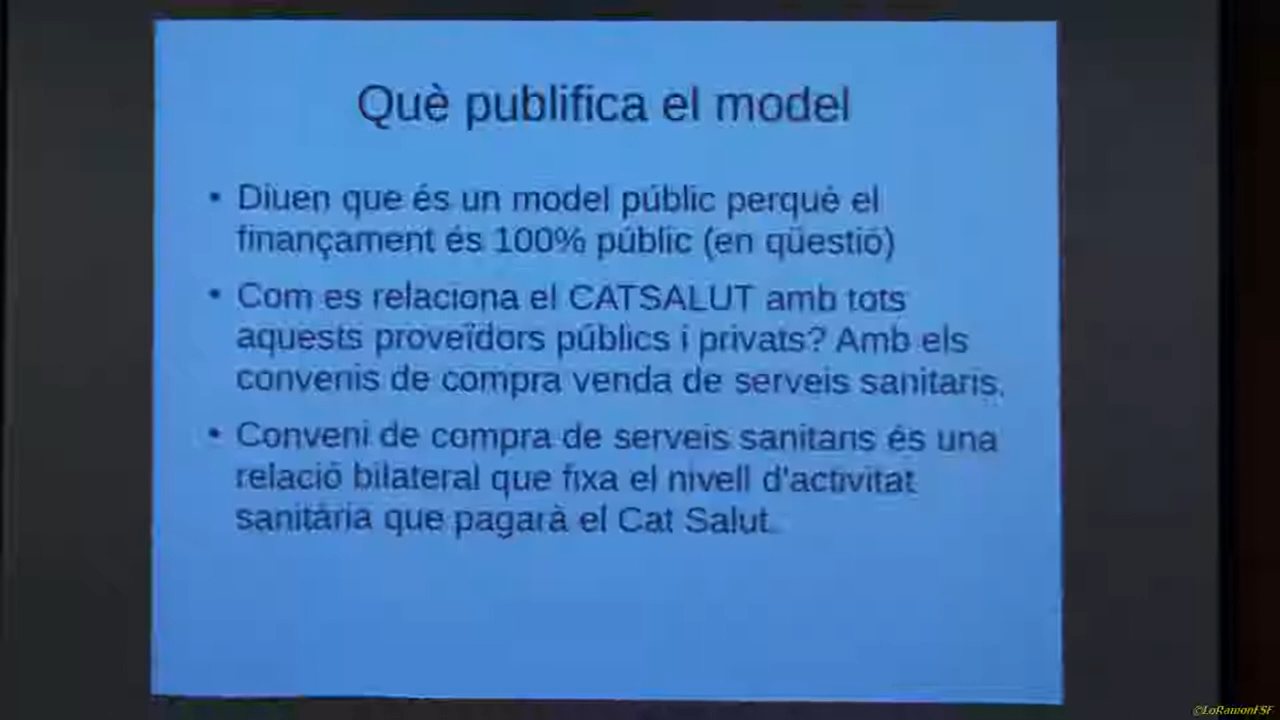 Què publifica el model
• Diuen que és un model públic perquè el
finançament és 100% públic (en qüestió)
• Com es relaciona el CATSALUT amb tots
aquests proveïdors públics i privats? Amb els
convenis de compra venda de serveis sanitaris.
• Conveni de compra de serveis sanitaris és una
relació bilateral que fixa el nivell d'activitat
sanitària que pagarà el Cat Salut.
©LoRamonFSF